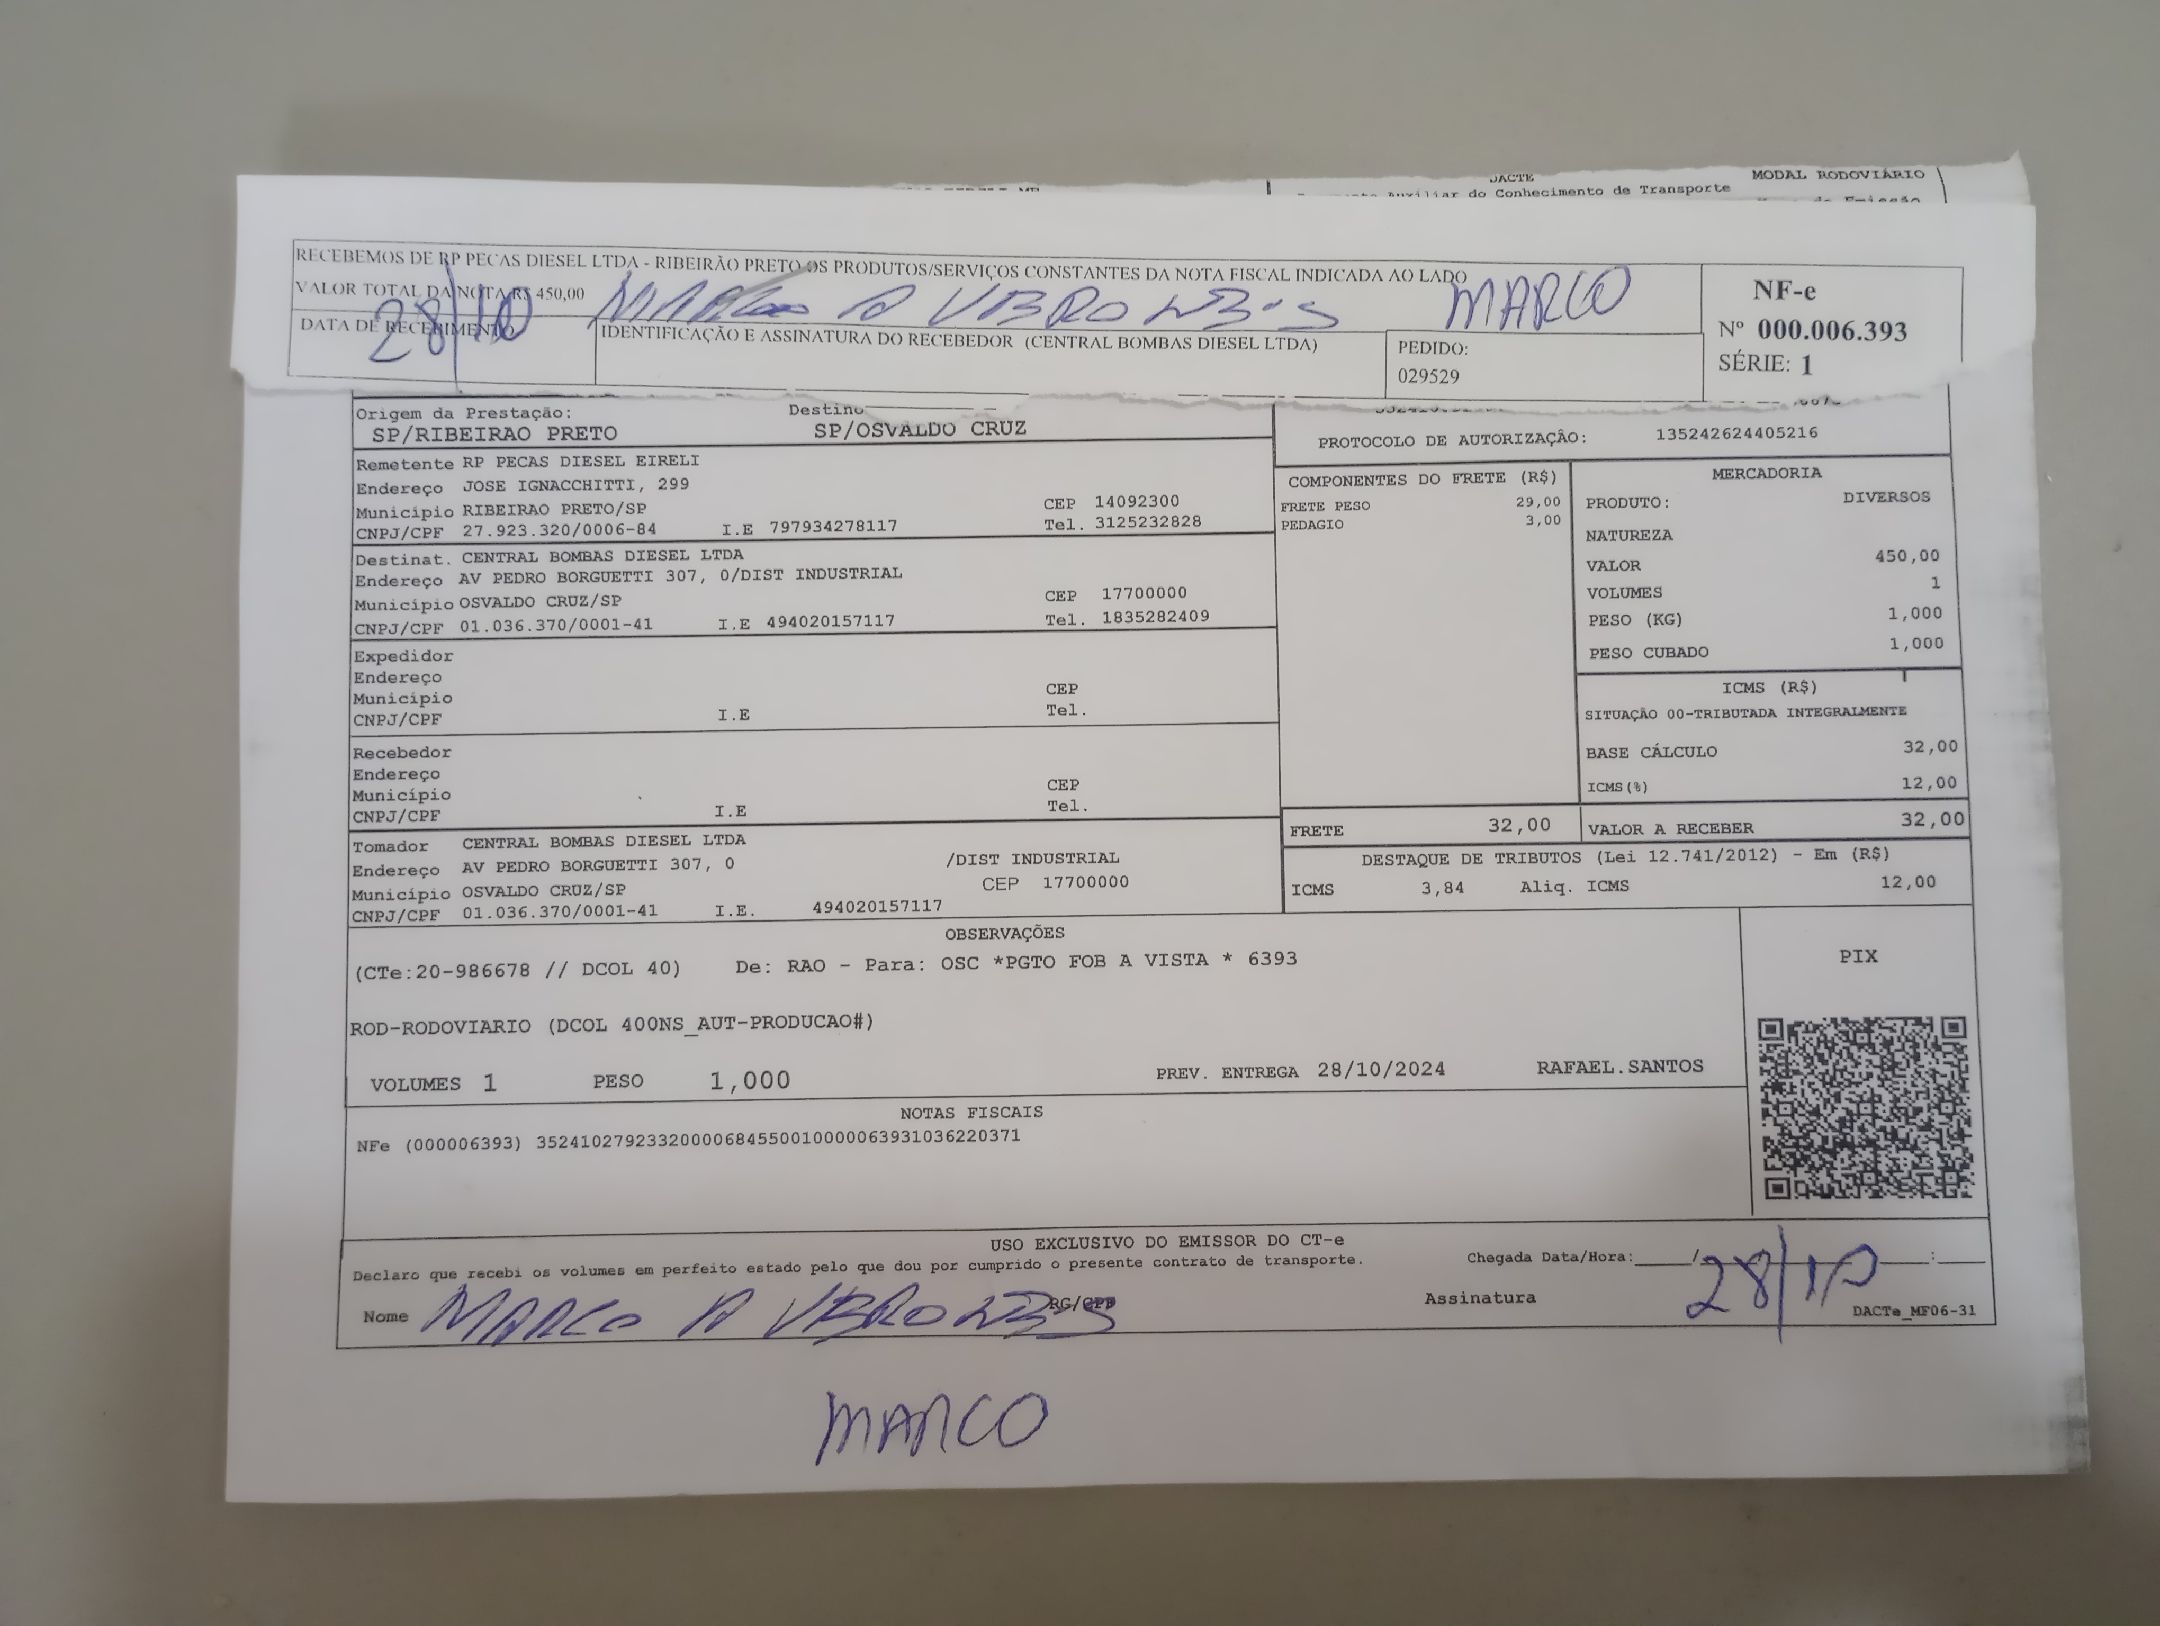 DACTE
MODAL RODOVIÁRIO
Auxiliar do Conhecimento de Transporte
RECEBEMOS DE RP PECAS DIESEL LTDA - RIBEIRÃO PRETO OS PRODUTOS/SERVIÇOS CONSTANTES DA NOTA FISCAL INDICADA AO LADO
VALOR TOTAL DA NOTA R$ 450,00
MARCO A
MARCO
28/10
DATA DE RECEBIMENTO
IDENTIFICAÇÃO E ASSINATURA DO RECEBEDOR (CENTRAL BOMBAS DIESEL LTDA)
PEDIDO:
029529
NF-e
Nº 000.006.393
SÉRIE: 1
Origem da Prestação:
SP/RIBEIRAO PRETO
Destino
SP/OSVALDO CRUZ
PROTOCOLO DE AUTORIZAÇÃO: 135242624405216
Remetente RP PECAS DIESEL EIRELI
Endereço JOSE IGNACCHITTI, 299
Município RIBEIRAO PRETO/SP CEP 14092300
CNPJ/CPF 27.923.320/0006-84 I.E 797934278117 Tel. 3125232828
Destinat. CENTRAL BOMBAS DIESEL LTDA
Endereço AV PEDRO BORGUETTI 307, 0/DIST INDUSTRIAL
Município OSVALDO CRUZ/SP CEP 17700000
CNPJ/CPF 01.036.370/0001-41 I.E 494020157117 Tel. 1835282409
Expedidor
Endereço
Município CEP
CNPJ/CPF I.E Tel.
Recebedor
Endereço
Município CEP
CNPJ/CPF I.E Tel.
Tomador CENTRAL BOMBAS DIESEL LTDA
Endereço AV PEDRO BORGUETTI 307, 0 /DIST INDUSTRIAL
Município OSVALDO CRUZ/SP CEP 17700000
CNPJ/CPF 01.036.370/0001-41 I.E. 494020157117
COMPONENTES DO FRETE (R$)
FRETE PESO 29,00
PEDAGIO 3,00
MERCADORIA
PRODUTO: DIVERSOS
NATUREZA
VALOR 450,00
VOLUMES 1
PESO (KG) 1,000
PESO CUBADO 1,000
ICMS (R$)
SITUAÇÃO 00-TRIBUTADA INTEGRALMENTE
BASE CÁLCULO 32,00
ICMS(%) 12,00
FRETE 32,00
VALOR A RECEBER 32,00
DESTAQUE DE TRIBUTOS (Lei 12.741/2012) - Em (R$)
ICMS 3,84 Aliq. ICMS 12,00
OBSERVAÇÕES
(CTe:20-986678 // DCOL 40) De: RAO - Para: OSC *PGTO FOB A VISTA * 6393
ROD-RODOVIARIO (DCOL 400NS_AUT-PRODUCAO#)
VOLUMES 1 PESO 1,000 PREV. ENTREGA 28/10/2024 RAFAEL.SANTOS
PIX
NOTAS FISCAIS
NFe (000006393) 35241027923320000684550010000063931036220371
USO EXCLUSIVO DO EMISSOR DO CT-e
Declaro que recebi os volumes em perfeito estado pelo que dou por cumprido o presente contrato de transporte.
Chegada Data/Hora:_____/ :____
28/10
Nome MARCO A
RG/CPF
Assinatura
DACTe_MF06-31
MARCO